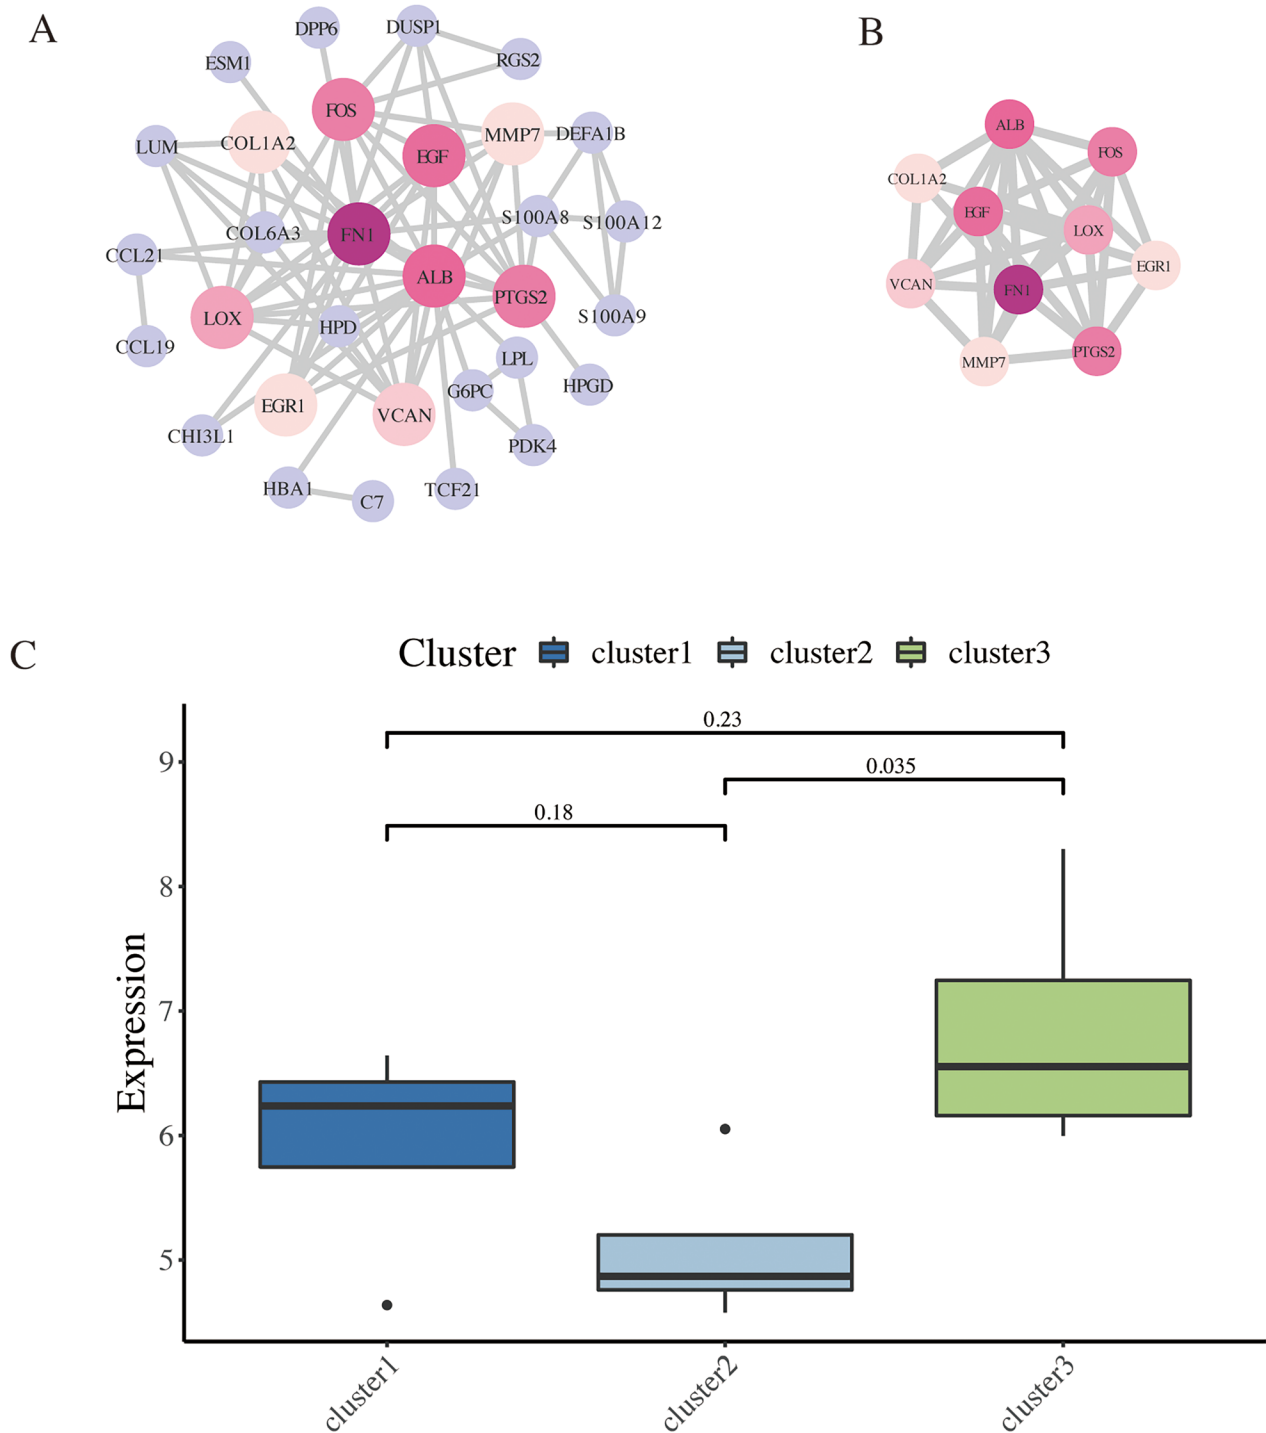 A
B
DPP6
DUSP1
ESM1
RGS2
FOS
COL1A2
MMP7
DEFA1B
LUM
EGF
COL6A3
FN1
S100A8
S100A12
CCL21
ALB
PTGS2
LOX
HPD
S100A9
CCL19
LPL
G6PC
HPGD
EGR1
VCAN
CHI3L1
PDK4
HBA1
C7
TCF21
ALB
FOS
COL1A2
EGF
LOX
EGR1
VCAN
FN1
MMP7
PTGS2
C
Cluster cluster1 cluster2 cluster3
0.23
0.035
0.18
9
8
7
6
5
Expression
cluster1
cluster2
cluster3